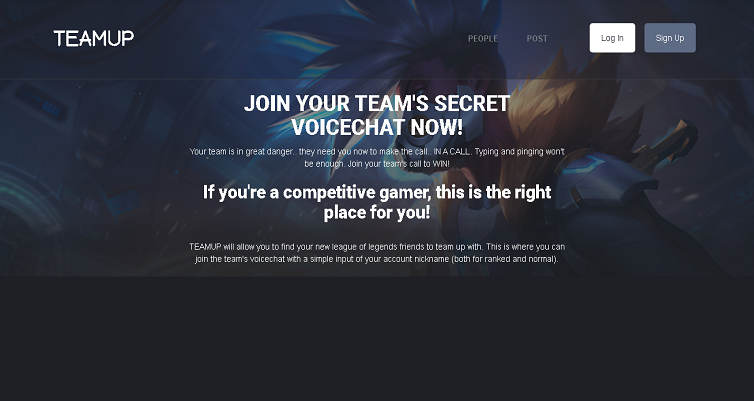 TEAMUP
PEOPLE
POST
Log In
Sign Up
JOIN YOUR TEAM'S SECRET
VOICECHAT NOW!
Your team is in great danger.. they need you now to make the call.. IN A CALL. Typing and pinging won't
be enough. Join your team's call to WIN!
If you're a competitive gamer, this is the right
place for you!
TEAMUP will allow you to find your new league of legends friends to team up with. This is where you can
join the team's voicechat with a simple input of your account nickname (both for ranked and normal).